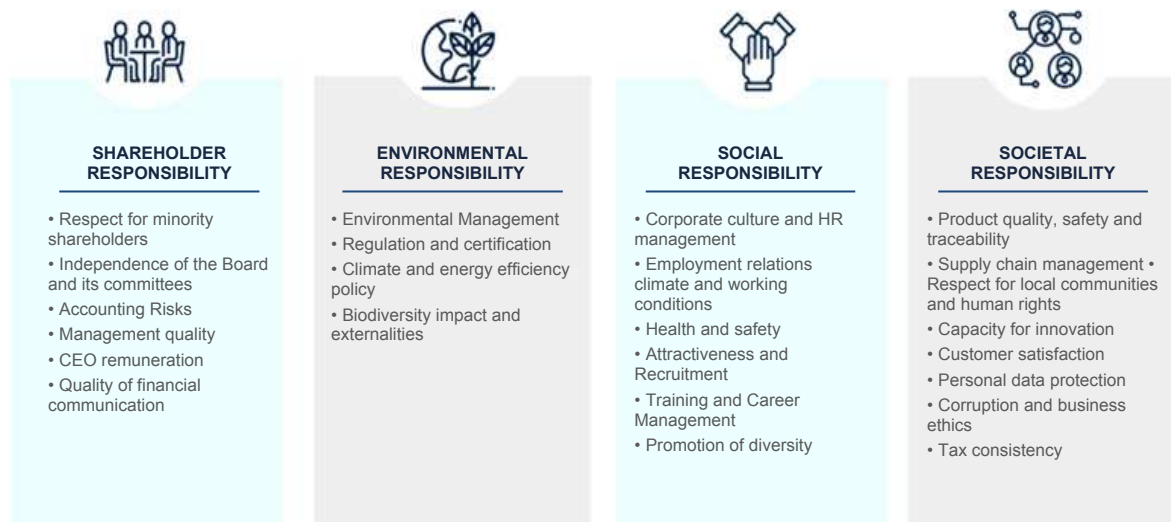 SHAREHOLDER
RESPONSIBILITY
• Respect for minority
shareholders
• Independence of the Board
and its committees
• Accounting Risks
• Management quality
• CEO remuneration
• Quality of financial
communication
ENVIRONMENTAL
RESPONSIBILITY
• Environmental Management
• Regulation and certification
• Climate and energy efficiency
policy
• Biodiversity impact and
externalities
SOCIAL
RESPONSIBILITY
• Corporate culture and HR
management
• Employment relations
climate and working
conditions
• Health and safety
• Attractiveness and
Recruitment
• Training and Career
Management
• Promotion of diversity
SOCIETAL
RESPONSIBILITY
• Product quality, safety and
traceability
• Supply chain management •
Respect for local communities
and human rights
• Capacity for innovation
• Customer satisfaction
• Personal data protection
• Corruption and business
ethics
• Tax consistency